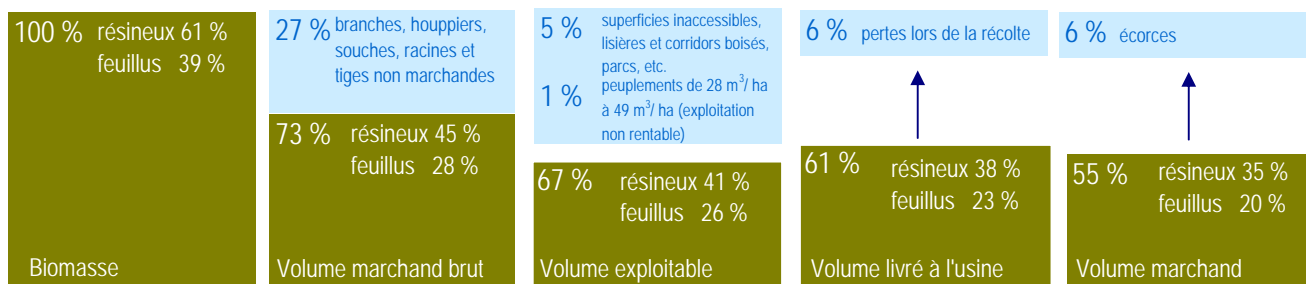 100 % résineux 61 %
feuillus 39 %
Biomasse
27 % branches, houppiers,
souches, racines et
tiges non marchandes
73 % résineux 45 %
feuillus 28 %
Volume marchand brut
5 % superficies inaccessibles,
lisières et corridors boisés,
parcs, etc.
1 % peuplements de 28 m³/ ha
à 49 m³/ ha (exploitation
non rentable)
67 % résineux 41 %
feuillus 26 %
Volume exploitable
6 % pertes lors de la récolte
61 % résineux 38 %
feuillus 23 %
Volume livré à l'usine
6 % écorces
55 % résineux 35 %
feuillus 20 %
Volume marchand